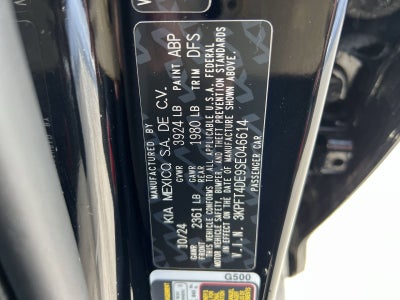 MANUFACTURED BY
KIA MEXICO S.A. DE C.V.
10/24 GVWR 3924 LB PAINT ABP
GAWR FRONT 2361 LB GAWR REAR 1980 LB TRIM DFS
THIS VEHICLE CONFORMS TO ALL APPLICABLE U.S.A. FEDERAL
MOTOR VEHICLE SAFETY, BUMPER, AND THEFT PREVENTION STANDARDS
IN EFFECT ON THE DATE OF MANUFACTURE SHOWN ABOVE.
V.I.N. 3KPFT4DE9SE0A6614
PASSENGER CAR
G500